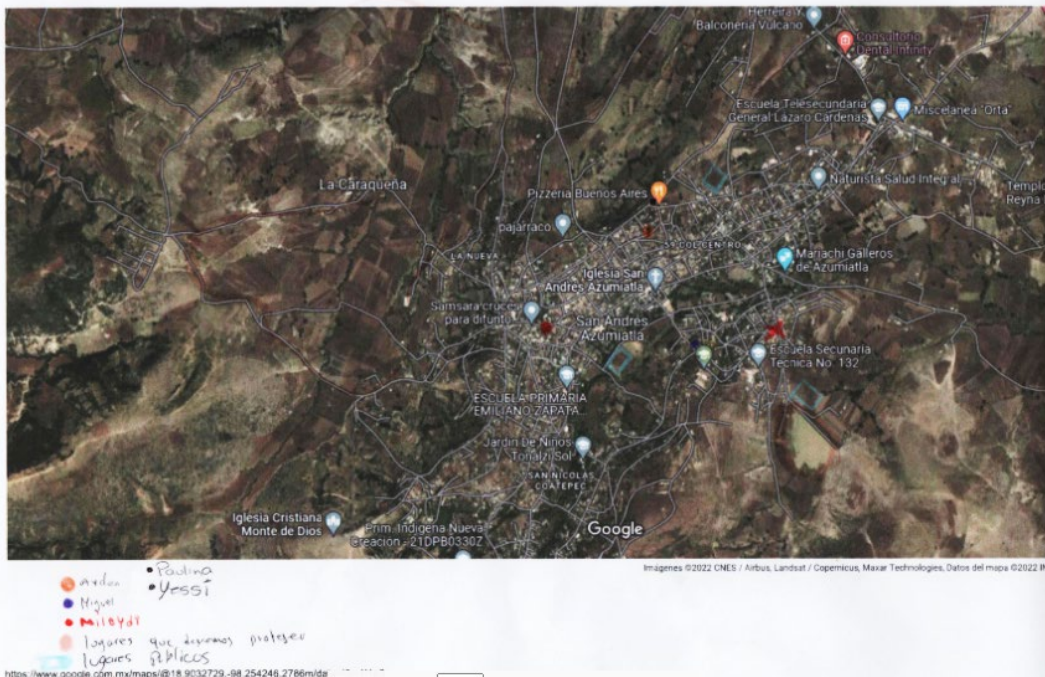 Herrería Y
Balconería Vulcano
Consultorio
Dental Infinity
Escuela Telesecundaria
General Lázaro Cárdenas
Miscelanea "Orta"
La Caraqueña
Pizzeria Buenos Aires
Naturista Salud Integral
Templo
Reyna
pajarraco
59 COL CENTRO
LA NUEVA
Iglesia San
Andrés Azumiatla
Mariachi Galleros
de Azumiatla
Samsara cruces
para difunto
San Andrés
Azumiatla
Escuela Secunaria
Tecnica No. 132
ESCUELA PRIMARIA
EMILIANO ZAPATA
Jardín De Niños
Tonalzi Sol
SAN NICOLAS
COATEPEC
Iglesia Cristiana
Monte de Dios
Prim. Indígena Nueva
Creación - 21DPB0330Z
Google
Imágenes ©2022 CNES / Airbus, Landsat / Copernicus, Maxar Technologies, Datos del mapa ©2022
• Paulina
• Yessi
Miguel
Mileydi
lugares que debemos proteger
lugares públicos
https://www.google.com.mx/maps/@18.9032729,-98.254246,2786m/da